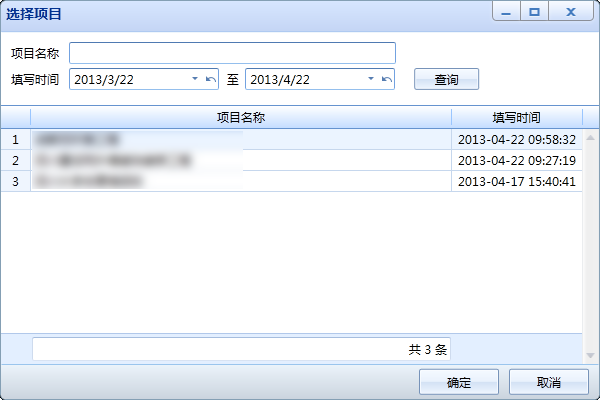 选择项目
项目名称
填写时间 2013/3/22 至 2013/4/22 查询
项目名称 填写时间
1 2013-04-22 09:58:32
2 2013-04-22 09:27:19
3 2013-04-17 15:40:41
共 3 条
确定 取消